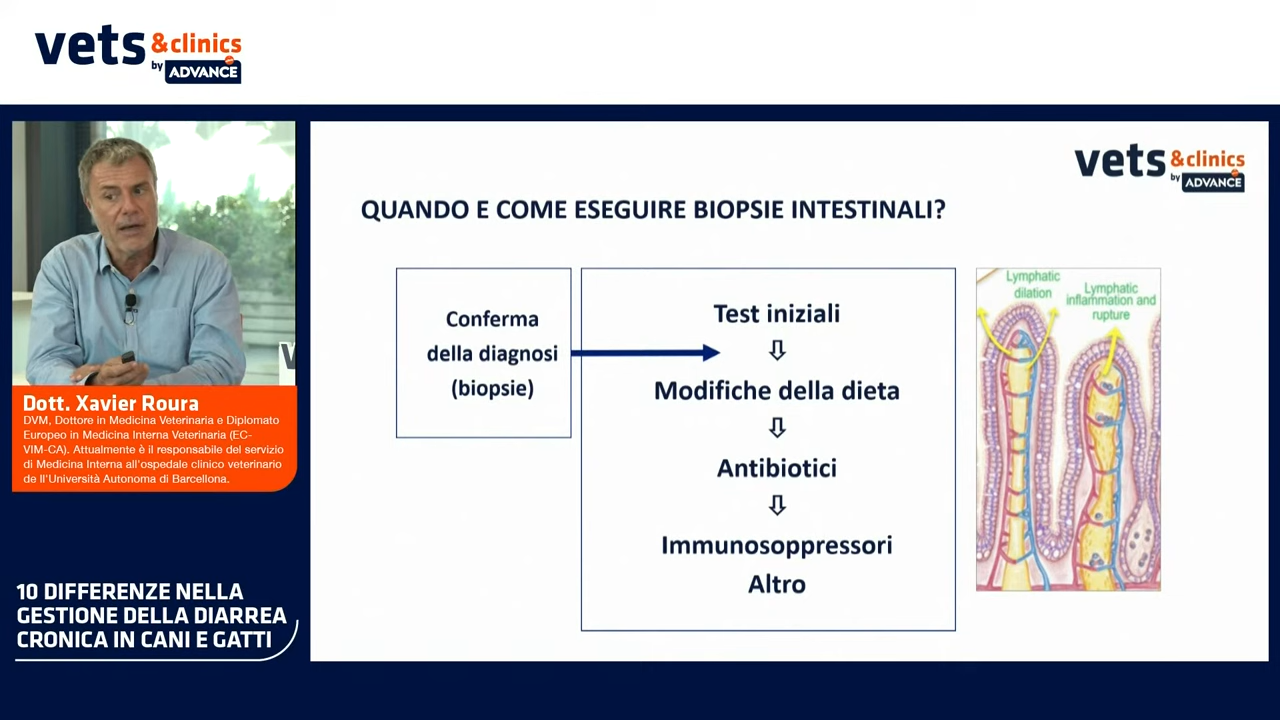 vets &clinics
by ADVANCE
vets &clinics
by ADVANCE
QUANDO E COME ESEGUIRE BIOPSIE INTESTINALI?
Conferma
della diagnosi
(biopsie)
Test iniziali
⇩
Modifiche della dieta
⇩
Antibiotici
⇩
Immunosoppressori
Altro
Lymphatic
dilation
Lymphatic
inflammation and
rupture
Dott. Xavier Roura
DVM, Dottore in Medicina Veterinaria e Diplomato
Europeo in Medicina Interna Veterinaria (EC-
VIM-CA). Attualmente è il responsabile del servizio
di Medicina Interna all'ospedale clinico veterinario
de ll'Università Autonoma di Barcellona.
10 DIFFERENZE NELLA
GESTIONE DELLA DIARREA
CRONICA IN CANI E GATTI